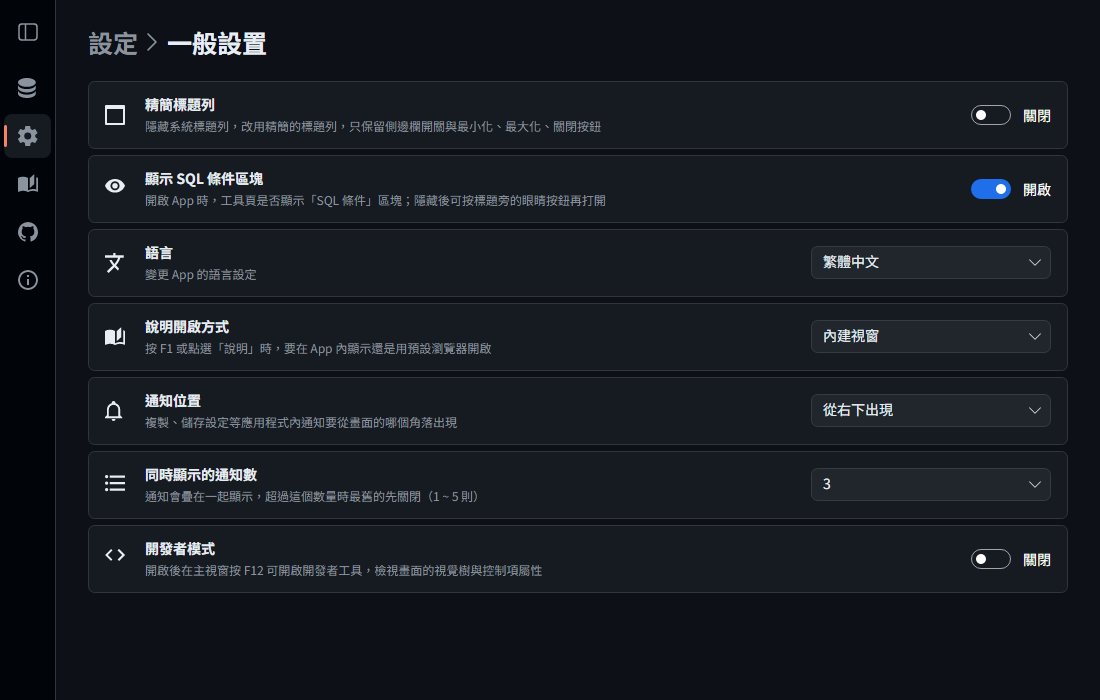 設定 > 一般設置
精簡標題列
隱藏系統標題列，改用精簡的標題列，只保留側邊欄開關與最小化、最大化、關閉按鈕
關閉
顯示 SQL 條件區塊
開啟 App 時，工具頁是否顯示「SQL 條件」區塊；隱藏後可按標題旁的眼睛按鈕再打開
開啟
語言
變更 App 的語言設定
繁體中文
說明開啟方式
按 F1 或點選「說明」時，要在 App 內顯示還是用預設瀏覽器開啟
內建視窗
通知位置
複製、儲存設定等應用程式內通知要從畫面的哪個角落出現
從右下出現
同時顯示的通知數
通知會疊在一起顯示，超過這個數量時最舊的先關閉（1 ~ 5 則）
3
開發者模式
開啟後在主視窗按 F12 可開啟開發者工具，檢視畫面的視覺樹與控制項屬性
關閉